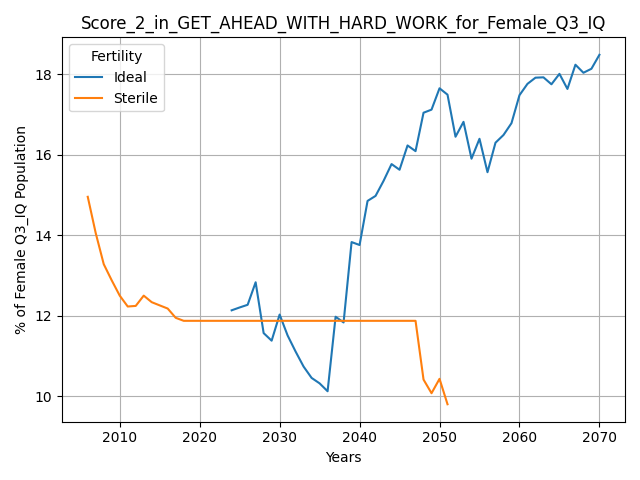 Score_2_in_GET_AHEAD_WITH_HARD_WORK_for_Female_Q3_IQ
Fertility
Ideal
Sterile
% of Female Q3_IQ Population
18
16
14
12
10
2010 2020 2030 2040 2050 2060 2070
Years